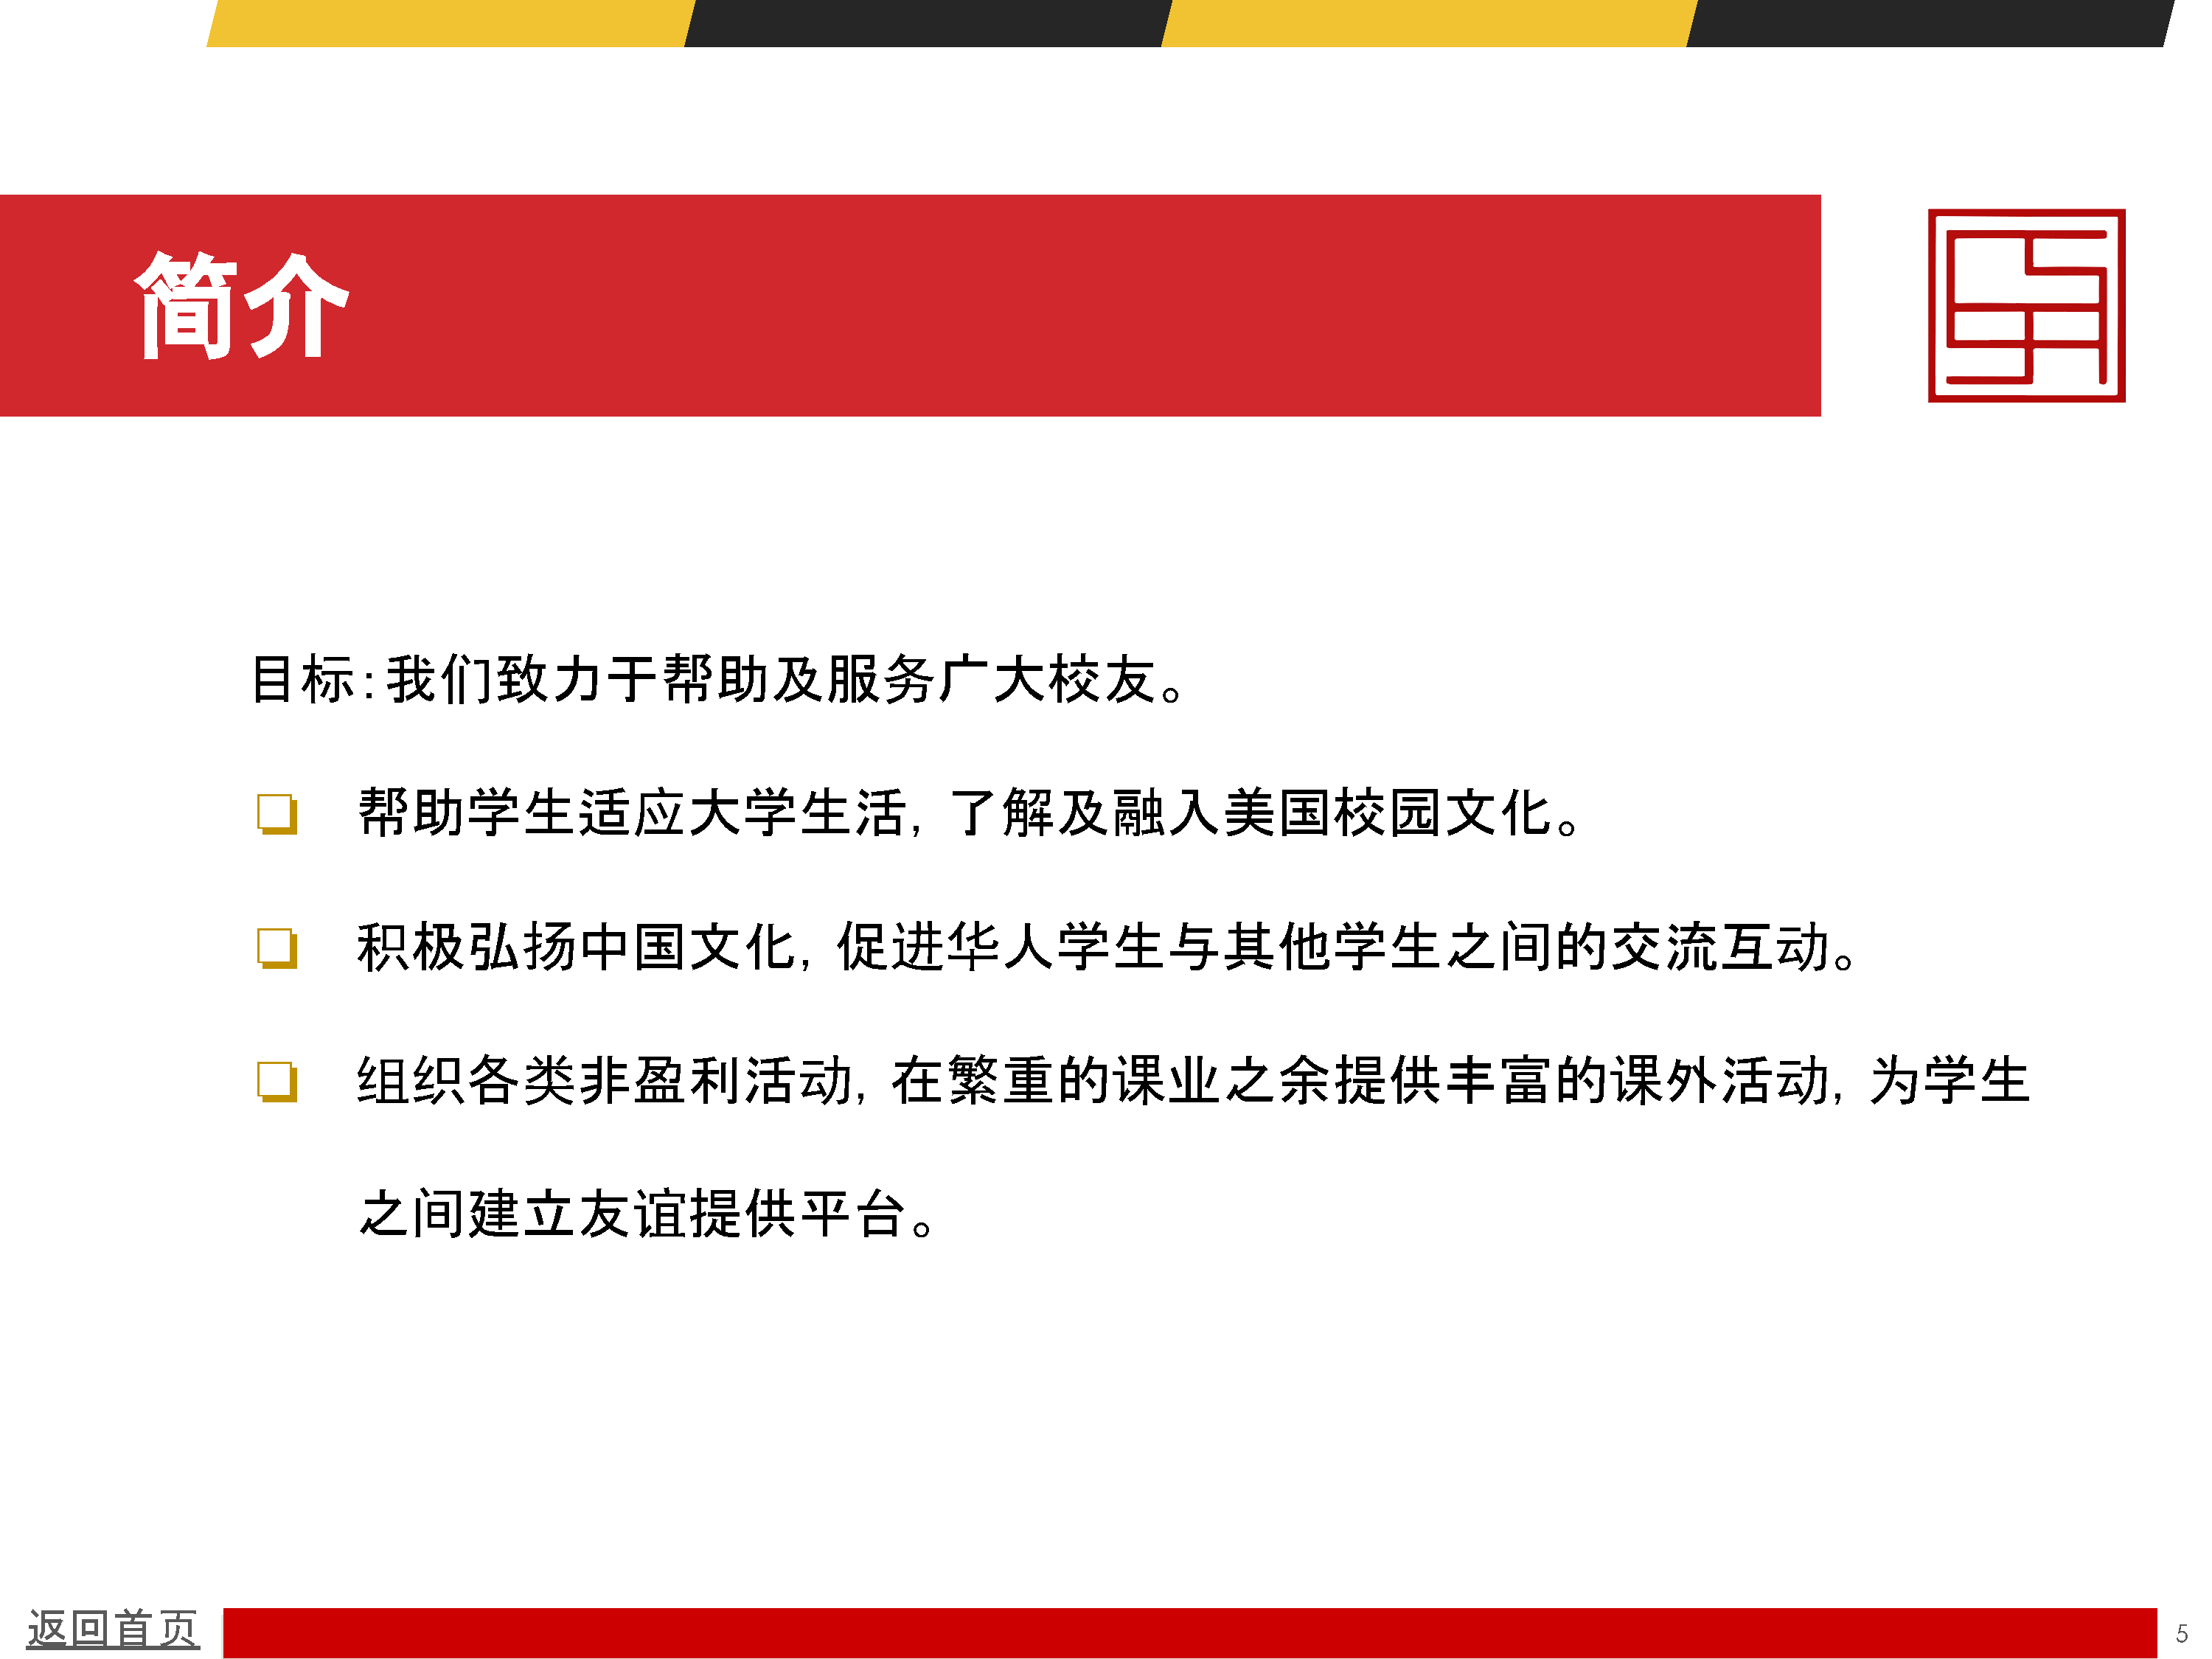 简介
目标：我们致力于帮助及服务广大校友。
❏ 帮助学生适应大学生活，了解及融入美国校园文化。
❏ 积极弘扬中国文化，促进华人学生与其他学生之间的交流互动。
❏ 组织各类非盈利活动，在繁重的课业之余提供丰富的课外活动，为学生
之间建立友谊提供平台。
返回首页
5